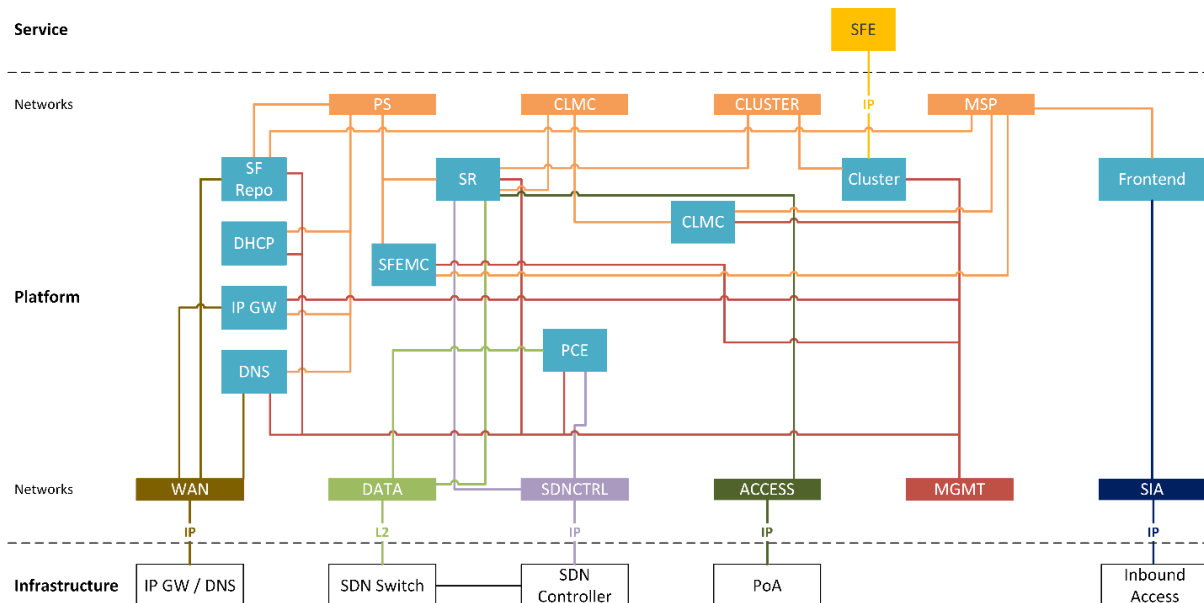 Service
SFE
Networks
PS
CLMC
CLUSTER
IP
MSP
SF
Repo
SR
Cluster
Frontend
CLMC
DHCP
SFEMC
Platform
IP GW
PCE
DNS
Networks
WAN
DATA
SDNCTRL
ACCESS
MGMT
SIA
IP
L2
IP
IP
IP
Infrastructure
IP GW / DNS
SDN Switch
SDN
Controller
PoA
Inbound
Access